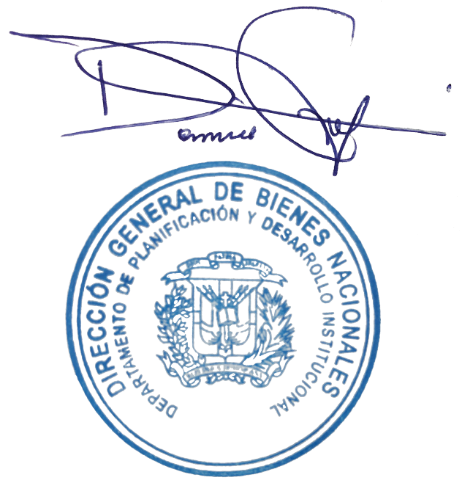 DIRECCIÓN GENERAL DE BIENES NACIONALES
DEPARTAMENTO DE PLANIFICACIÓN Y DESARROLLO INSTITUCIONAL